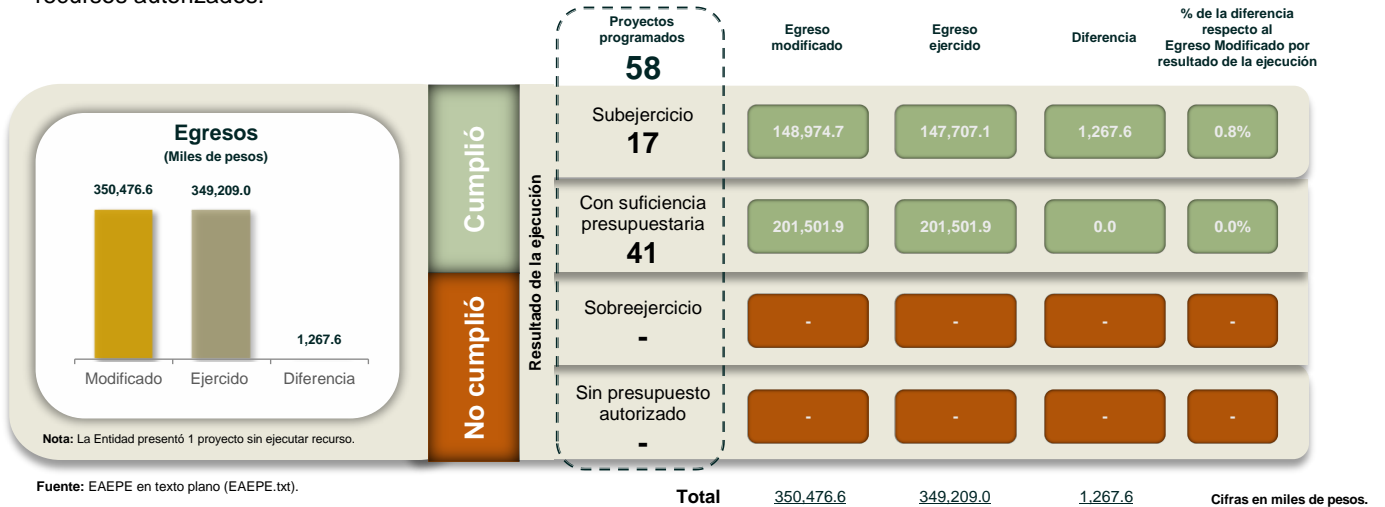 recursos autorizados.
Proyectos
programados
58
Egreso
modificado
Egreso
ejercido
Diferencia
% de la diferencia
respecto al
Egreso Modificado por
resultado de la ejecución
Egresos
(Miles de pesos)
350,476.6
349,209.0
1,267.6
Modificado
Ejercido
Diferencia
Nota: La Entidad presentó 1 proyecto sin ejecutar recurso.
Cumplió
No cumplió
Resultado de la ejecución
Subejercicio
17
148,974.7
147,707.1
1,267.6
0.8%
Con suficiencia
presupuestaria
41
201,501.9
201,501.9
0.0
0.0%
Sobreejercicio
-
-
-
-
-
Sin presupuesto
autorizado
-
-
-
-
-
Fuente: EAEPE en texto plano (EAEPE.txt).
Total
350,476.6
349,209.0
1,267.6
Cifras en miles de pesos.